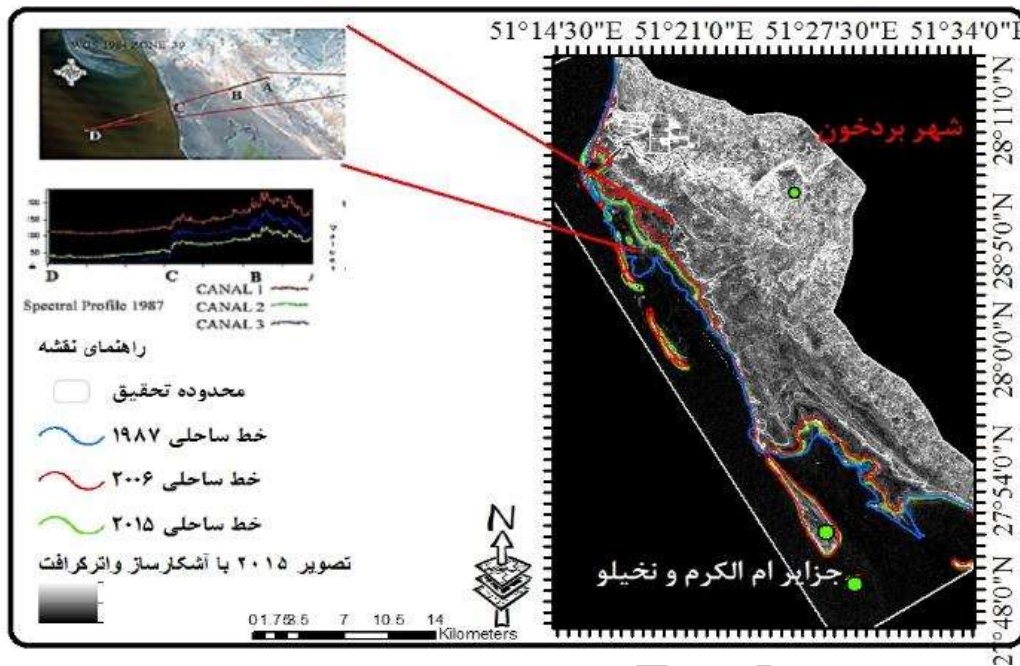 51°14'30"E 51°21'0"E 51°27'30"E 51°34'0"E
WGS 1984 ZONE 39
A
B
C
D
50
D C B
CANAL 1
Spectral Profile 1987 CANAL 2
CANAL 3
راهنمای نقشه
محدوده تحقیق
خط ساحلی ۱۹۸۷
خط ساحلی ۲۰۰۶
خط ساحلی ۲۰۱۵
تصویر ۲۰۱۵ با آشکارساز واترکرافت
N
0 1.75 3.5 7 10.5 14
Kilometers
شهر بردخون
جزایر ام الکرم و نخیلو
28°11'0"N
28°5'0"N
28°0'0"N
27°54'0"N
27°48'0"N